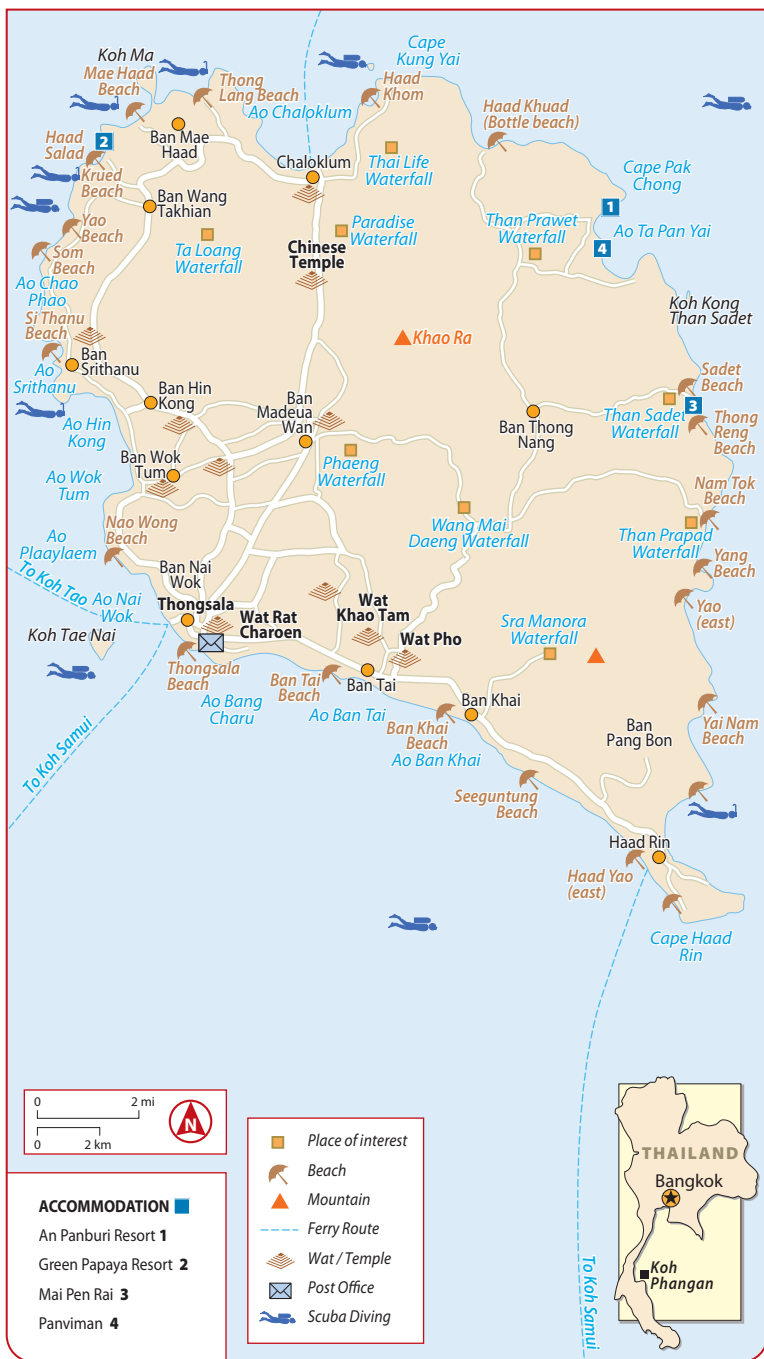 Koh Ma
Mae Haad
Beach
Thong
Lang Beach
Ao Chaloklum
Cape
Kung Yai
Haad
Khom
Haad Khuad
(Bottle beach)
Haad
Salad
2
Ban Mae
Haad
Krued
Beach
Chaloklum
Thai Life
Waterfall
Cape Pak
Chong
1
Ban Wang
Takhian
Yao
Beach
Ta Loang
Waterfall
Paradise
Waterfall
Chinese
Temple
Than Prawet
Waterfall
Ao Ta Pan Yai
4
Som
Beach
Ao Chao
Phao
Si Thanu
Beach
Koh Kong
Than Sadet
Khao Ra
Ban
Srithanu
Ao
Srithanu
Sadet
Beach
Ban Hin
Kong
Ban
Madeua
Wan
Ban Thong
Nang
Than Sadet
Waterfall
3
Thong
Reng
Beach
Ao Hin
Kong
Ban Wok
Tum
Ao Wok
Tum
Phaeng
Waterfall
Nam Tok
Beach
Nao Wong
Beach
Ao
Plaaylaem
Wang Mai
Daeng Waterfall
Than Prapad
Waterfall
Yang
Beach
To Koh Tao
Ban Nai
Wok
Ao Nai
Wok
Thongsala
Wat Rat
Charoen
Wat
Khao Tam
Wat Pho
Yao
(east)
Sra Manora
Waterfall
Koh Tae Nai
Thongsala
Beach
Ao Bang
Charu
Ban Tai
Beach
Ban Tai
Ao Ban Tai
Ban Khai
Ban Khai
Beach
Ao Ban Khai
Ban
Pang Bon
Yai Nam
Beach
To Koh Samui
Seeguntung
Beach
Haad Rin
Haad Yao
(east)
Cape Haad
Rin
To Koh Samui
0 2 mi
0 2 km
N
ACCOMMODATION
An Panburi Resort 1
Green Papaya Resort 2
Mai Pen Rai 3
Panviman 4
Place of interest
Beach
Mountain
Ferry Route
Wat / Temple
Post Office
Scuba Diving
THAILAND
Bangkok
Koh
Phangan